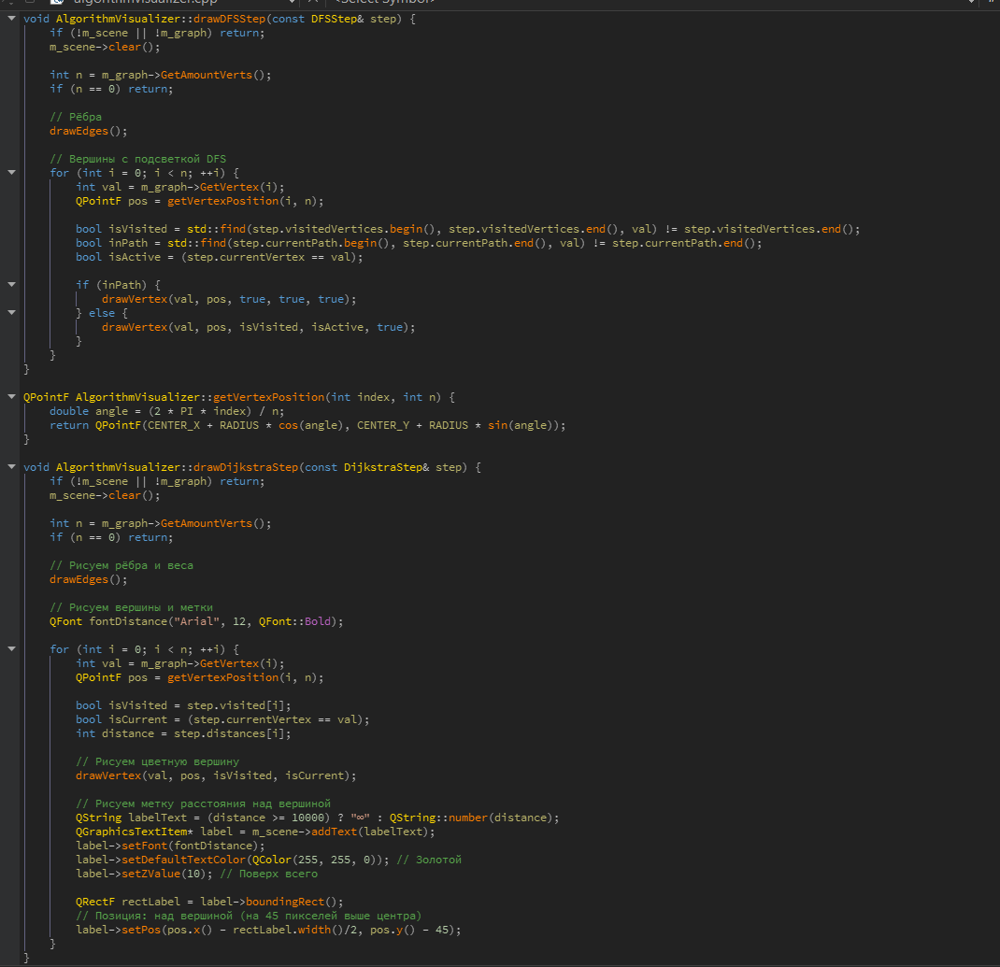 algorithmvisualizer.cpp <Select Symbol>
void AlgorithmVisualizer::drawDFSStep(const DFSStep& step) {
    if (!m_scene || !m_graph) return;
    m_scene->clear();

    int n = m_graph->GetAmountVerts();
    if (n == 0) return;

    // Рёбра
    drawEdges();

    // Вершины с подсветкой DFS
    for (int i = 0; i < n; ++i) {
        int val = m_graph->GetVertex(i);
        QPointF pos = getVertexPosition(i, n);

        bool isVisited = std::find(step.visitedVertices.begin(), step.visitedVertices.end(), val) != step.visitedVertices.end();
        bool inPath = std::find(step.currentPath.begin(), step.currentPath.end(), val) != step.currentPath.end();
        bool isActive = (step.currentVertex == val);

        if (inPath) {
            drawVertex(val, pos, true, true, true);
        } else {
            drawVertex(val, pos, isVisited, isActive, true);
        }
    }
}

QPointF AlgorithmVisualizer::getVertexPosition(int index, int n) {
    double angle = (2 * PI * index) / n;
    return QPointF(CENTER_X + RADIUS * cos(angle), CENTER_Y + RADIUS * sin(angle));
}

void AlgorithmVisualizer::drawDijkstraStep(const DijkstraStep& step) {
    if (!m_scene || !m_graph) return;
    m_scene->clear();

    int n = m_graph->GetAmountVerts();
    if (n == 0) return;

    // Рисуем рёбра и веса
    drawEdges();

    // Рисуем вершины и метки
    QFont fontDistance("Arial", 12, QFont::Bold);

    for (int i = 0; i < n; ++i) {
        int val = m_graph->GetVertex(i);
        QPointF pos = getVertexPosition(i, n);

        bool isVisited = step.visited[i];
        bool isCurrent = (step.currentVertex == val);
        int distance = step.distances[i];

        // Рисуем цветную вершину
        drawVertex(val, pos, isVisited, isCurrent);

        // Рисуем метку расстояния над вершиной
        QString labelText = (distance >= 10000) ? "∞" : QString::number(distance);
        QGraphicsTextItem* label = m_scene->addText(labelText);
        label->setFont(fontDistance);
        label->setDefaultTextColor(QColor(255, 255, 0)); // Золотой
        label->setZValue(10); // Поверх всего

        QRectF rectLabel = label->boundingRect();
        // Позиция: над вершиной (на 45 пикселей выше центра)
        label->setPos(pos.x() - rectLabel.width()/2, pos.y() - 45);
    }
}